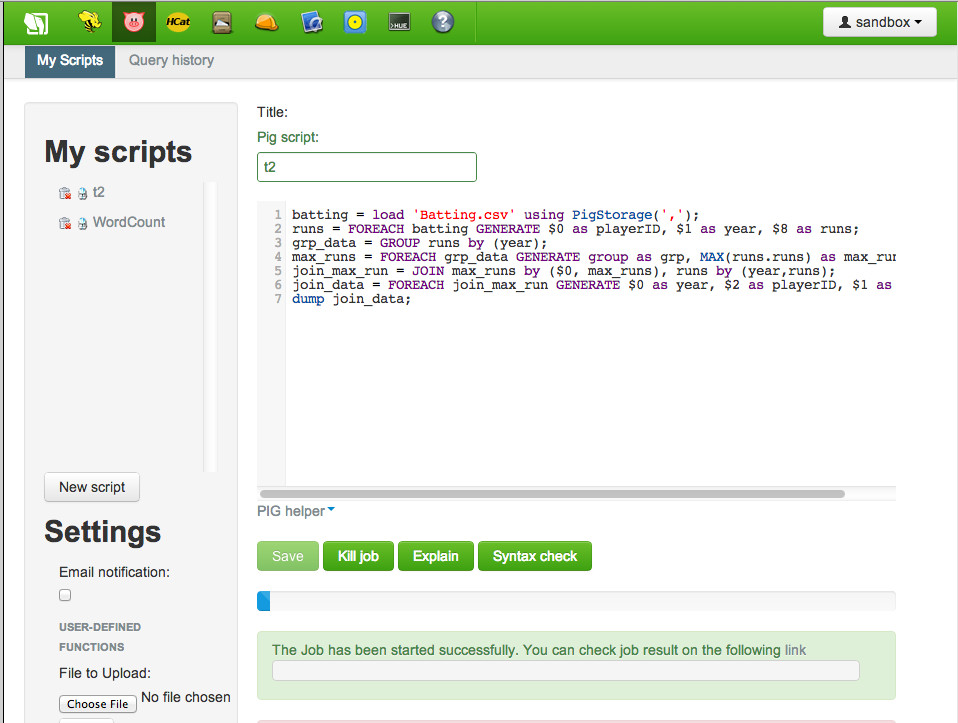 HCat
HUE
?
sandbox
My Scripts
Query history
My scripts
t2
WordCount
New script
Settings
Email notification:
USER-DEFINED
FUNCTIONS
File to Upload:
Choose File No file chosen
Title:
Pig script:
t2
1 batting = load 'Batting.csv' using PigStorage(',');
2 runs = FOREACH batting GENERATE $0 as playerID, $1 as year, $8 as runs;
3 grp_data = GROUP runs by (year);
4 max_runs = FOREACH grp_data GENERATE group as grp, MAX(runs.runs) as max_run
5 join_max_run = JOIN max_runs by ($0, max_runs), runs by (year,runs);
6 join_data = FOREACH join_max_run GENERATE $0 as year, $2 as playerID, $1 as
7 dump join_data;
PIG helper
Save
Kill job
Explain
Syntax check
The Job has been started successfully. You can check job result on the following link